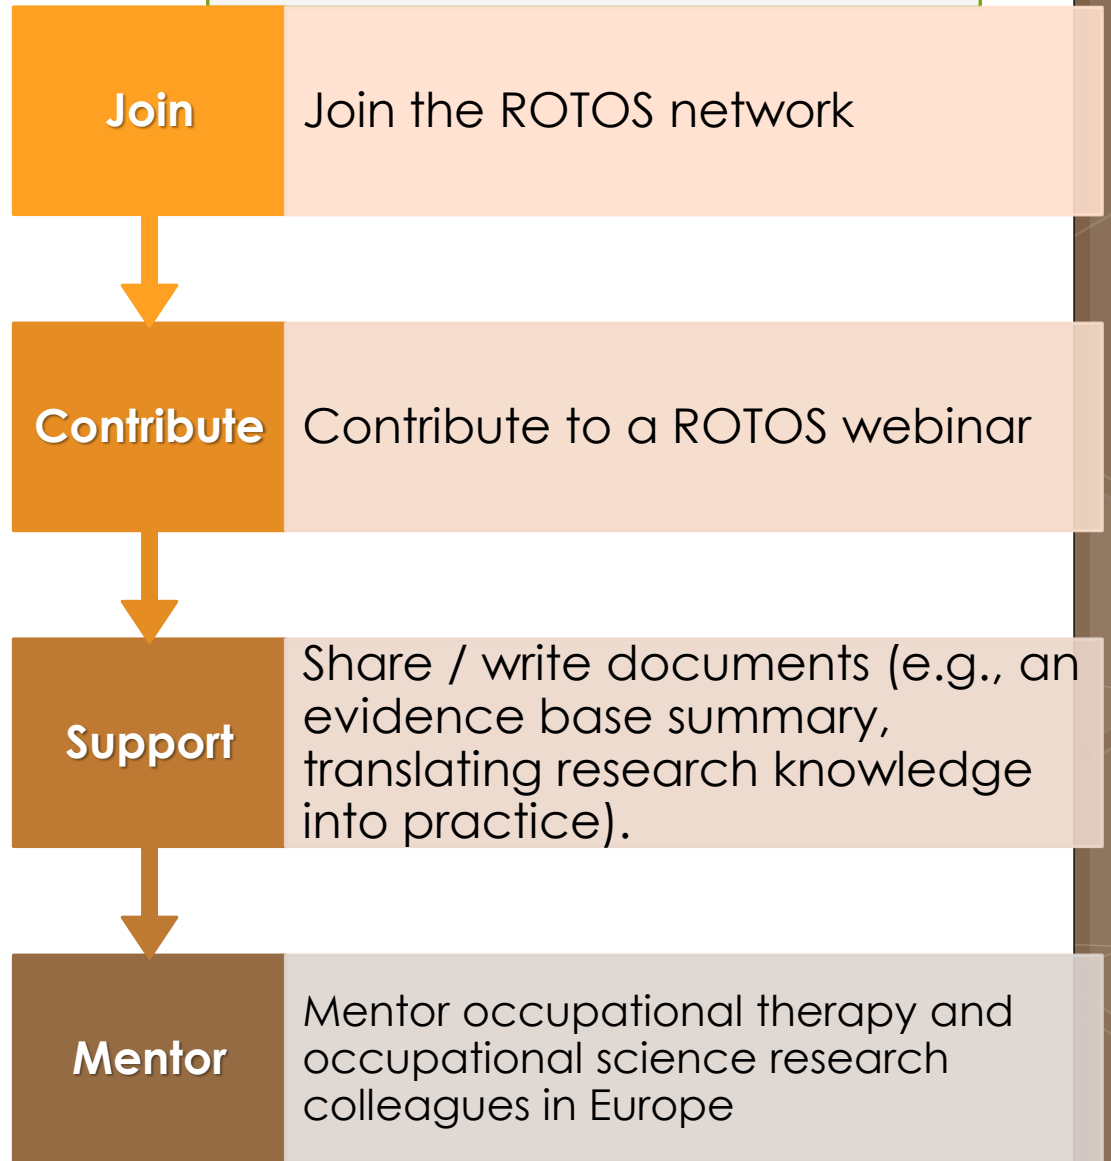 Join
Join the ROTOS network
Contribute
Contribute to a ROTOS webinar
Support
Share / write documents (e.g., an
evidence base summary,
translating research knowledge
into practice).
Mentor
Mentor occupational therapy and
occupational science research
colleagues in Europe